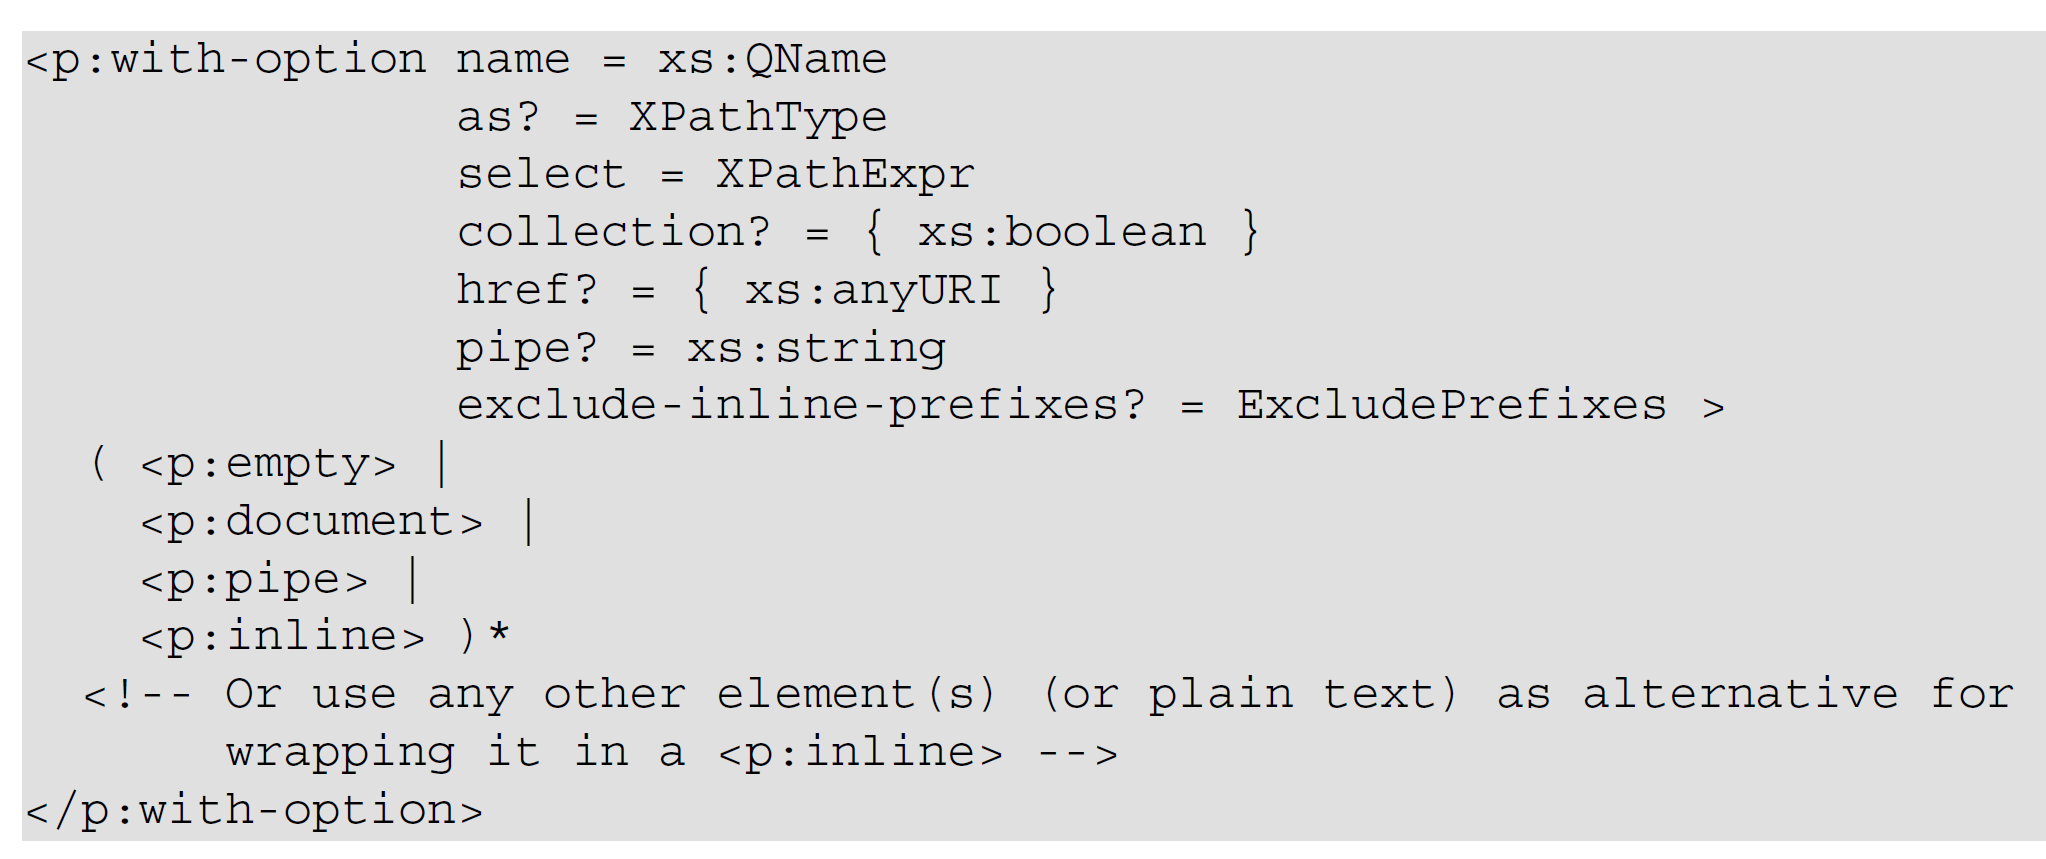 <p:with-option name = xs:QName
               as? = XPathType
               select = XPathExpr
               collection? = { xs:boolean }
               href? = { xs:anyURI }
               pipe? = xs:string
               exclude-inline-prefixes? = ExcludePrefixes >
  ( <p:empty> |
    <p:document> |
    <p:pipe> |
    <p:inline> )*
  <!-- Or use any other element(s) (or plain text) as alternative for
       wrapping it in a <p:inline> -->
</p:with-option>